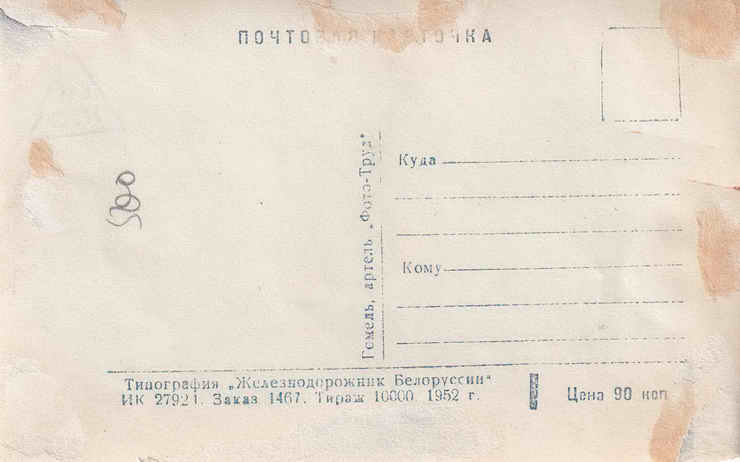 ПОЧТОВАЯ КАРТОЧКА
500
Гомель, артель „Фото-Труд"
Куда
Кому
Типография „Железнодорожник Белоруссии"
ИК 27921. Заказ 1467. Тираж 10000. 1952 г.
Цена 90 коп